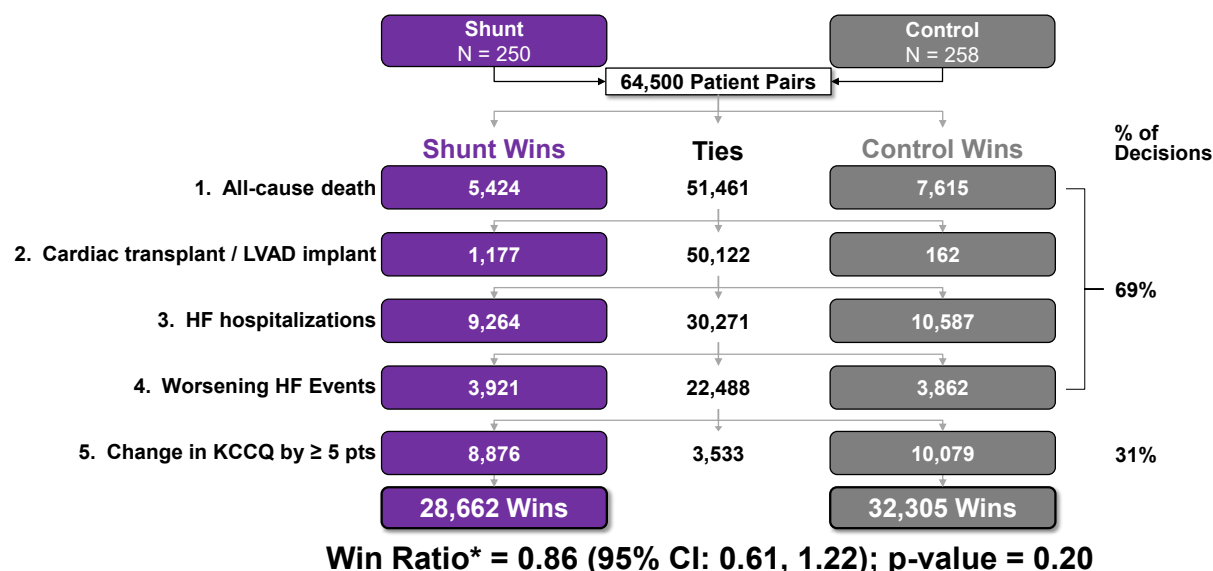 Shunt
N = 250
Control
N = 258
64,500 Patient Pairs
Shunt Wins
Ties
Control Wins
% of
Decisions
1. All-cause death
5,424
51,461
7,615
2. Cardiac transplant / LVAD implant
1,177
50,122
162
69%
3. HF hospitalizations
9,264
30,271
10,587
4. Worsening HF Events
3,921
22,488
3,862
5. Change in KCCQ by ≥ 5 pts
8,876
3,533
10,079
31%
28,662 Wins
32,305 Wins
Win Ratio* = 0.86 (95% CI: 0.61, 1.22); p-value = 0.20